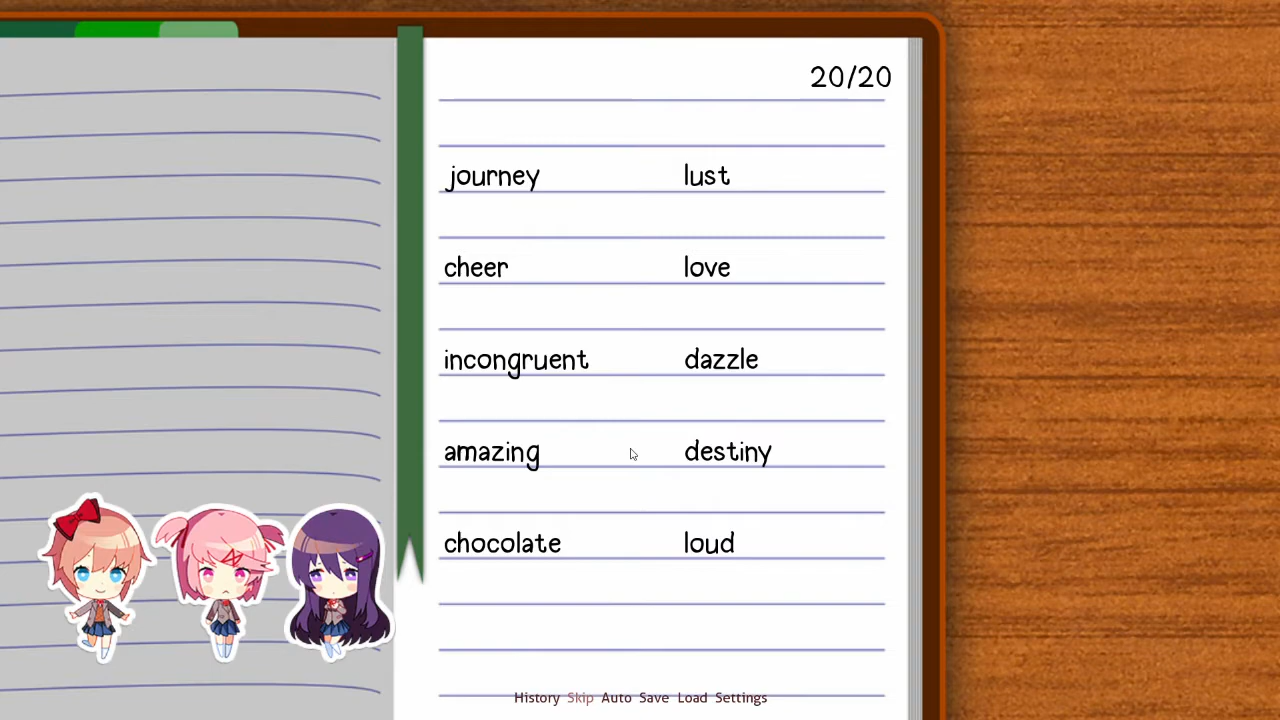 20/20
journey lust
cheer love
incongruent dazzle
amazing destiny
chocolate loud
History Skip Auto Save Load Settings